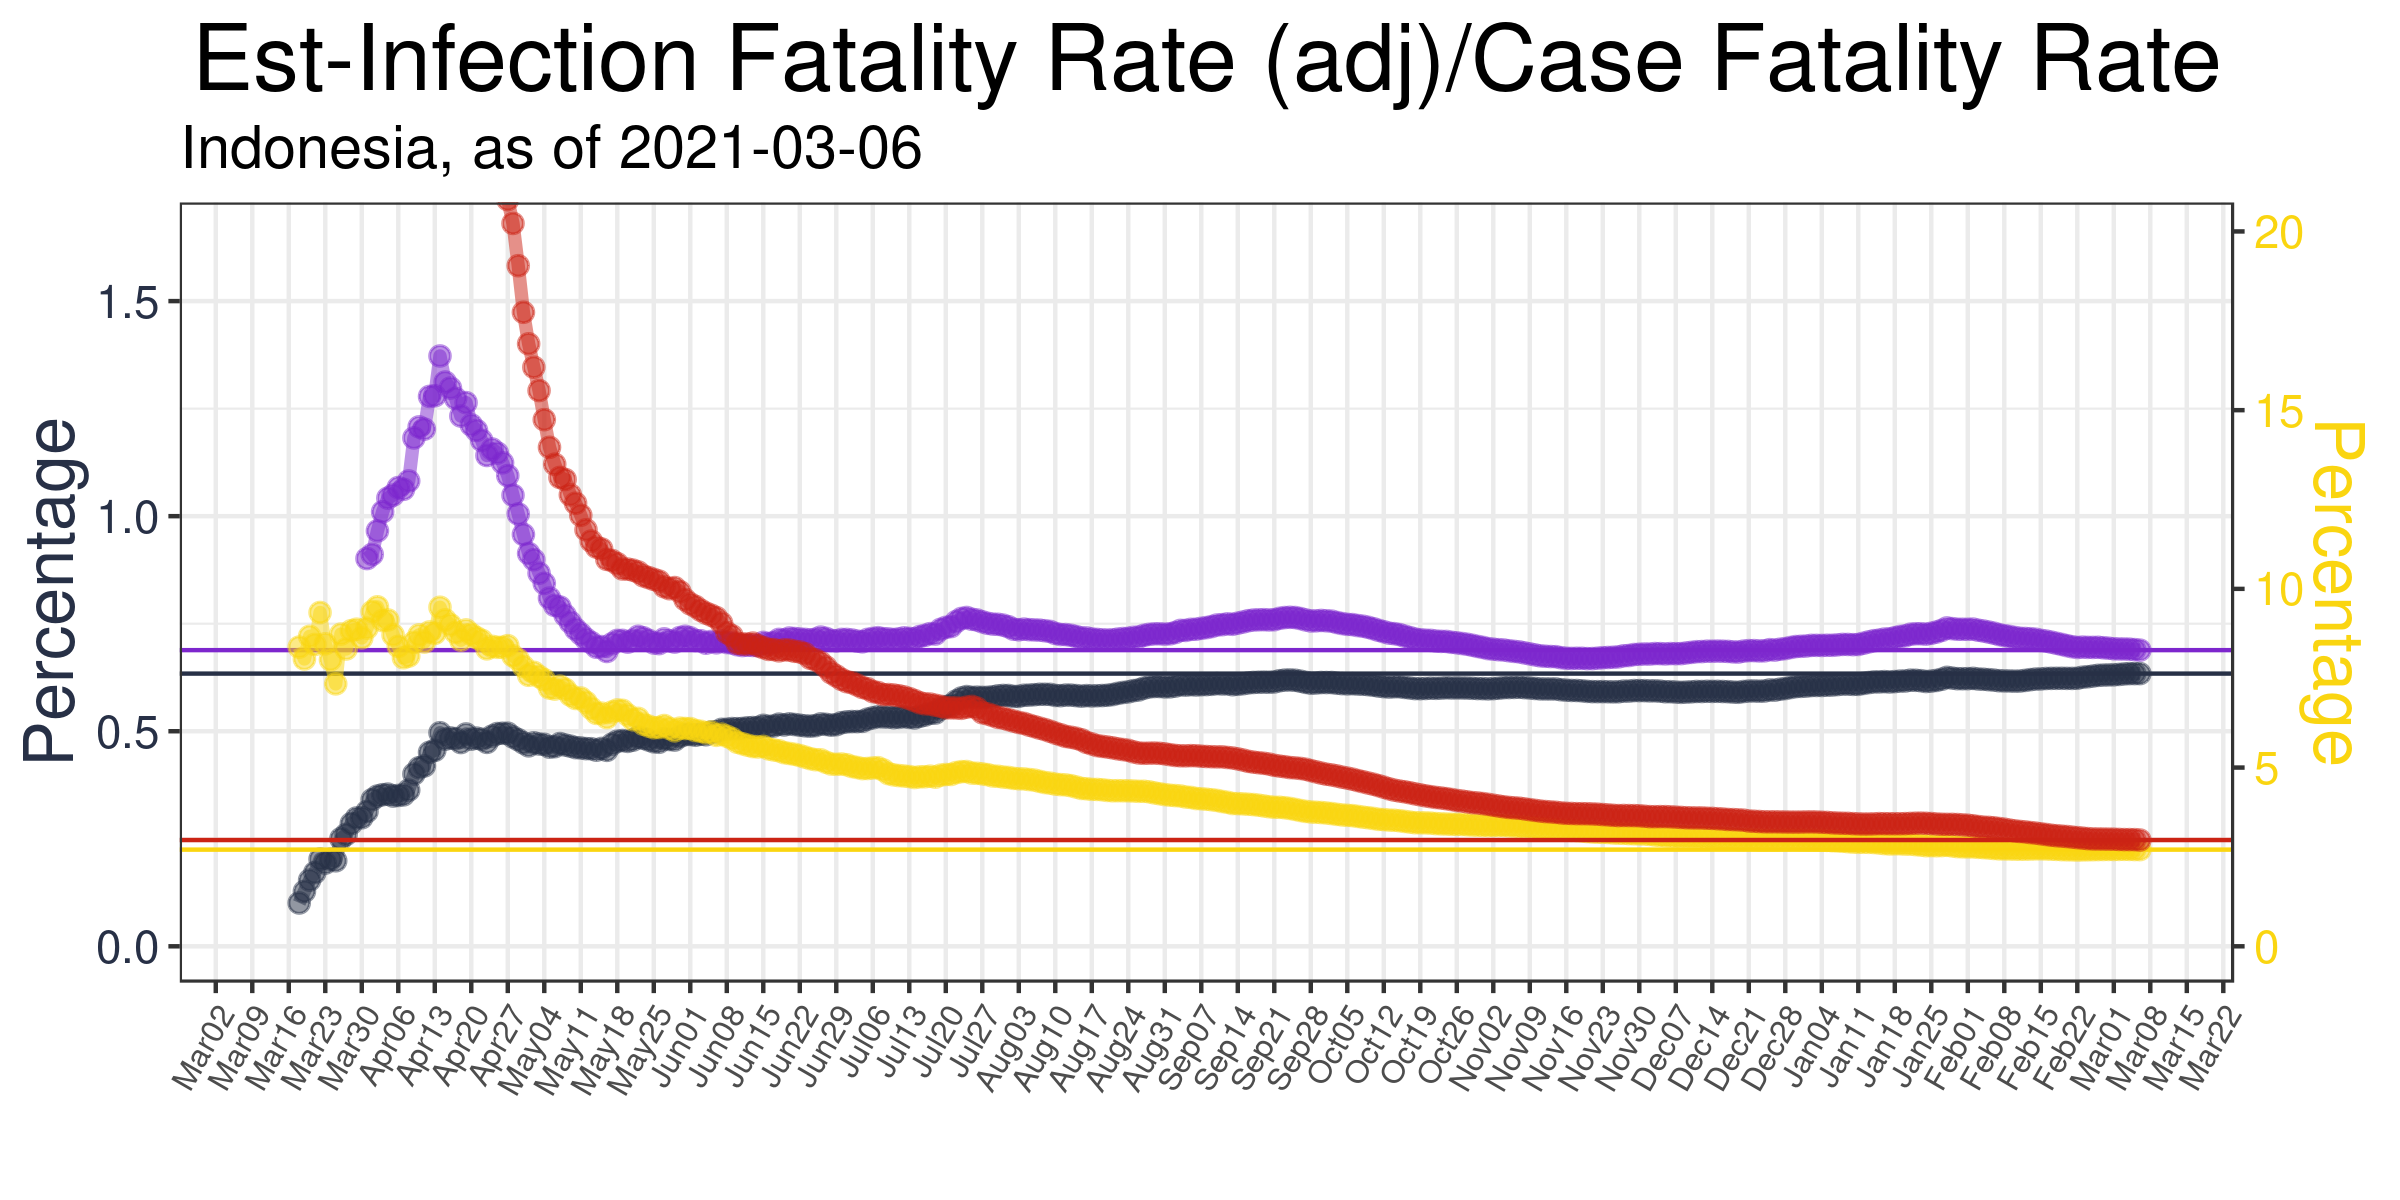 Est-Infection Fatality Rate (adj)/Case Fatality Rate
Indonesia, as of 2021-03-06
Percentage
1.5
1.0
0.5
0.0
20
15
10
5
0
Percentage
Mar02
Mar09
Mar16
Mar23
Mar30
Apr06
Apr13
Apr20
Apr27
May04
May11
May18
May25
Jun01
Jun08
Jun15
Jun22
Jun29
Jul06
Jul13
Jul20
Jul27
Aug03
Aug10
Aug17
Aug24
Aug31
Sep07
Sep14
Sep21
Sep28
Oct05
Oct12
Oct19
Oct26
Nov02
Nov09
Nov16
Nov23
Nov30
Dec07
Dec14
Dec21
Dec28
Jan04
Jan11
Jan18
Jan25
Feb01
Feb08
Feb15
Feb22
Mar01
Mar08
Mar15
Mar22